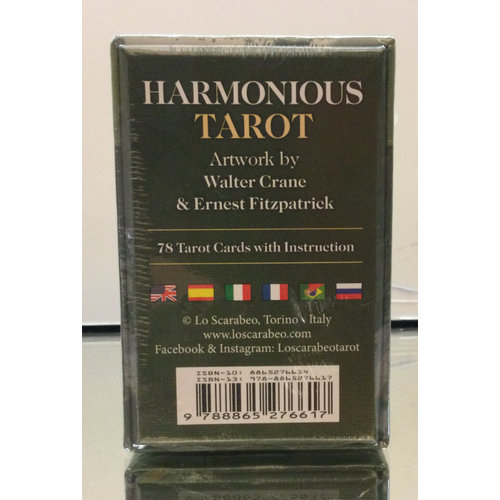 HARMONIOUS
TAROT
Artwork by
Walter Crane
& Ernest Fitzpatrick
78 Tarot Cards with Instruction
© Lo Scarabeo, Torino - Italy
www.loscarabeo.com
Facebook & Instagram: Loscarabeotarot
ISBN-10: 8865276614
ISBN-13: 978-8865276617
9 788865 276617